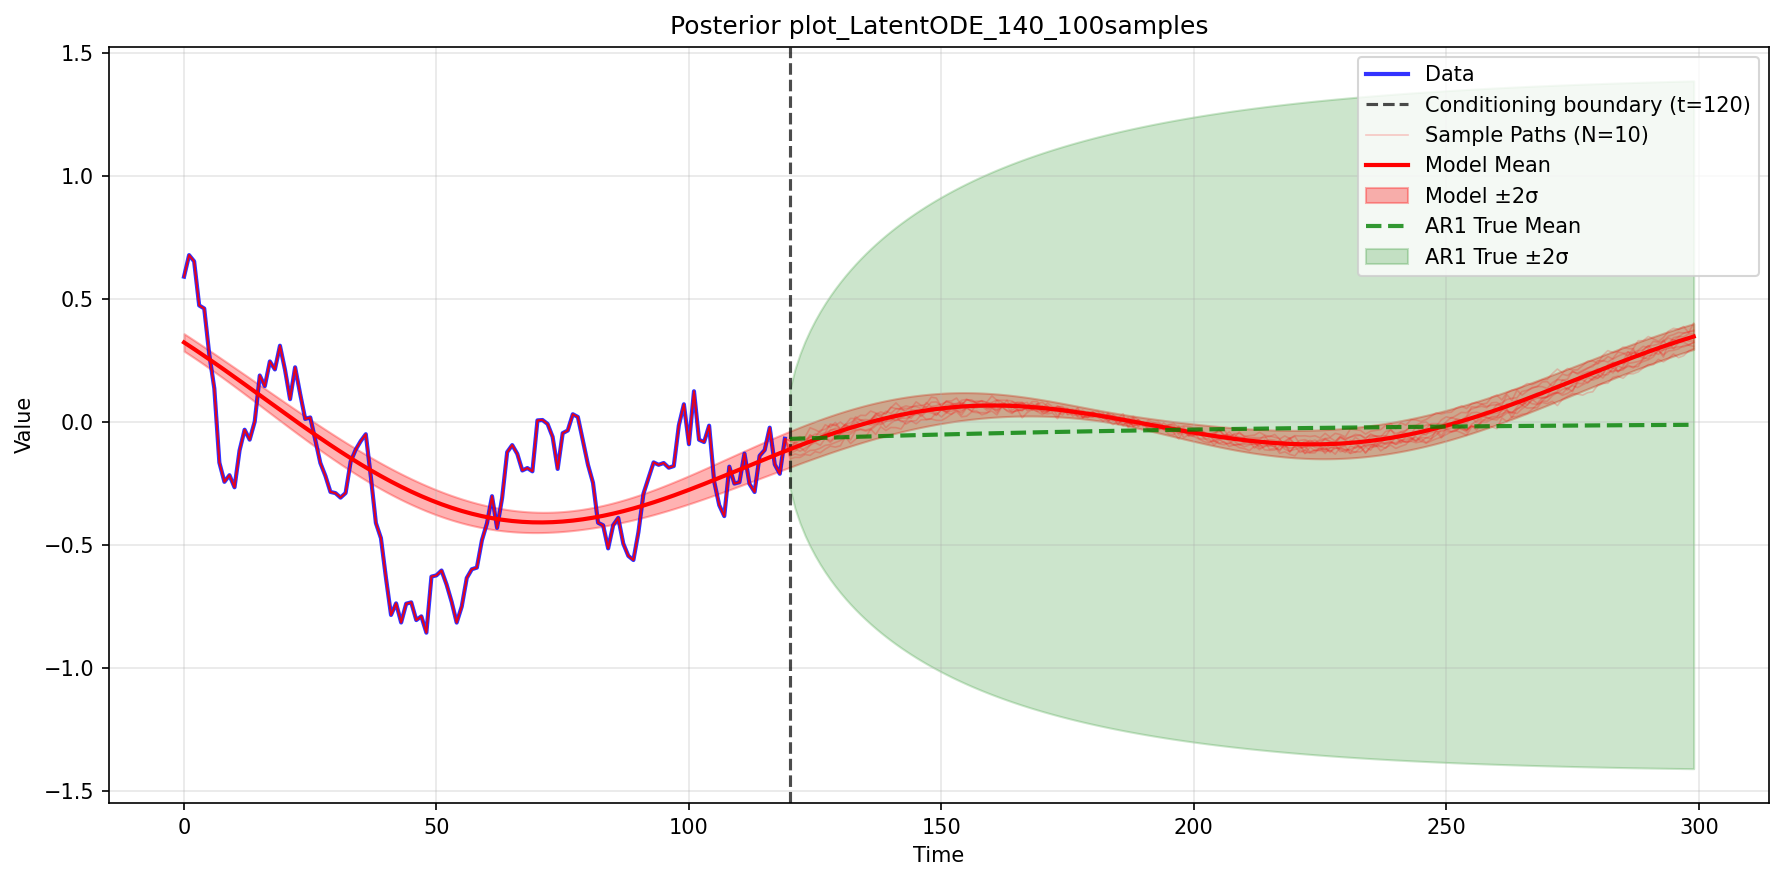 Posterior plot_LatentODE_140_100samples
1.5
1.0
0.5
0.0
−0.5
−1.0
−1.5
Value
Data
Conditioning boundary (t=120)
Sample Paths (N=10)
Model Mean
Model ±2σ
AR1 True Mean
AR1 True ±2σ
0 50 100 150 200 250 300
Time